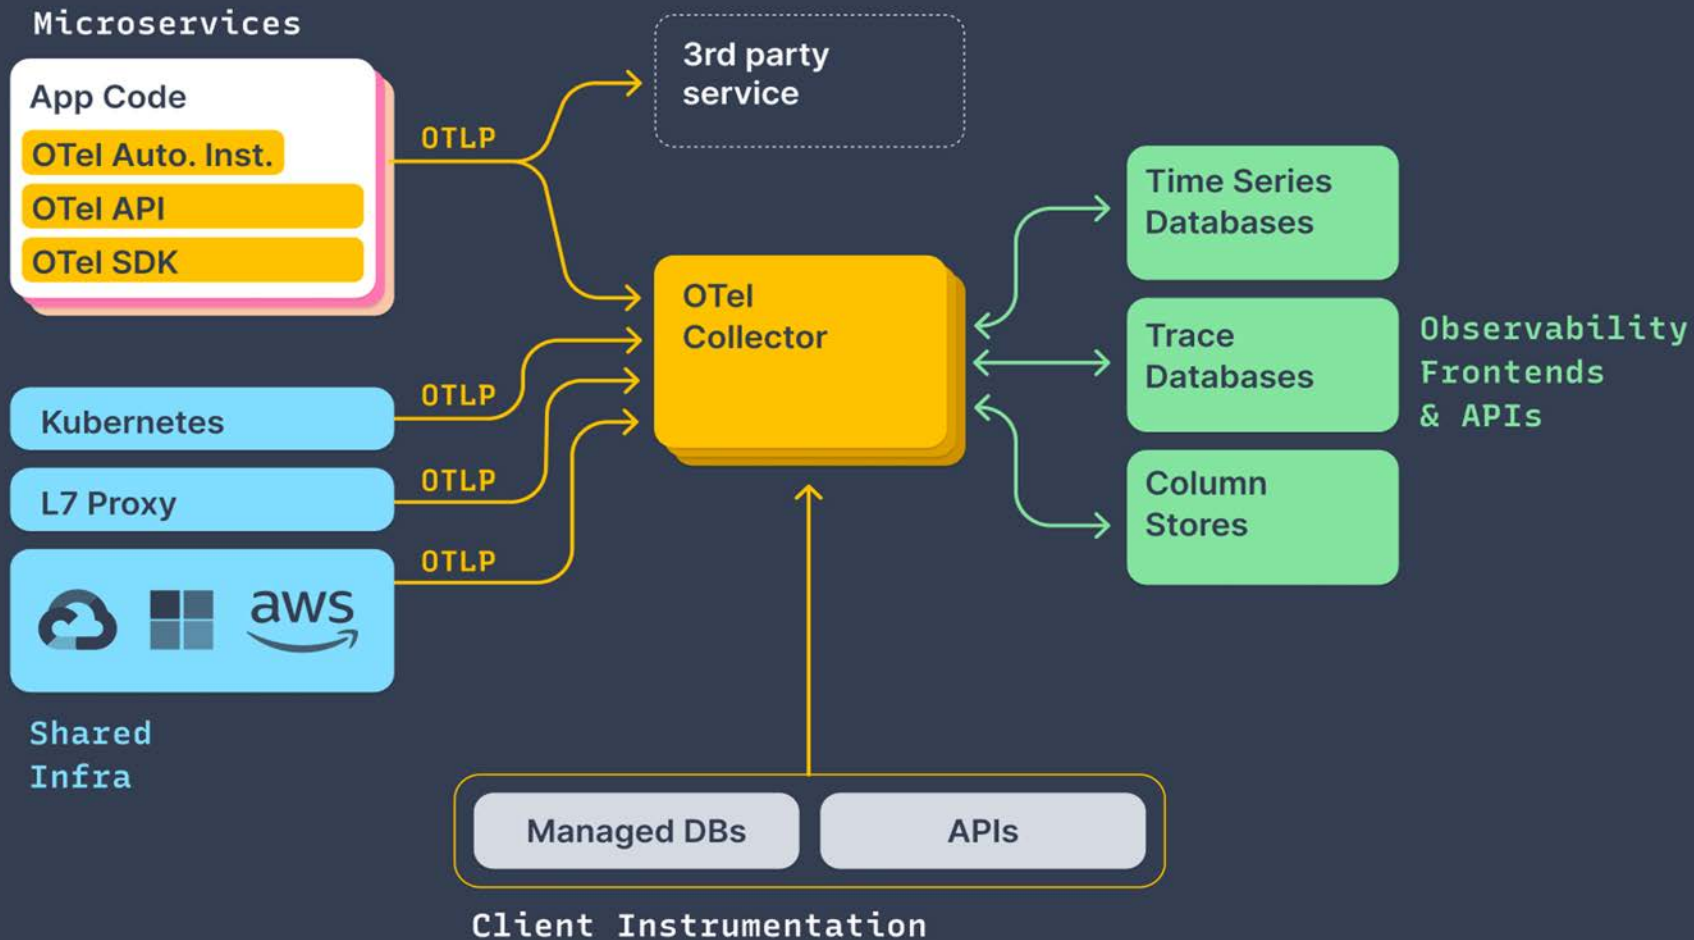 Microservices
App Code
OTel Auto. Inst.
OTel API
OTel SDK
OTLP
3rd party
service
Kubernetes
OTLP
L7 Proxy
OTLP
OTLP
aws
Shared
Infra
OTel
Collector
Time Series
Databases
Trace
Databases
Column
Stores
Observability
Frontends
& APIs
Managed DBs
APIs
Client Instrumentation